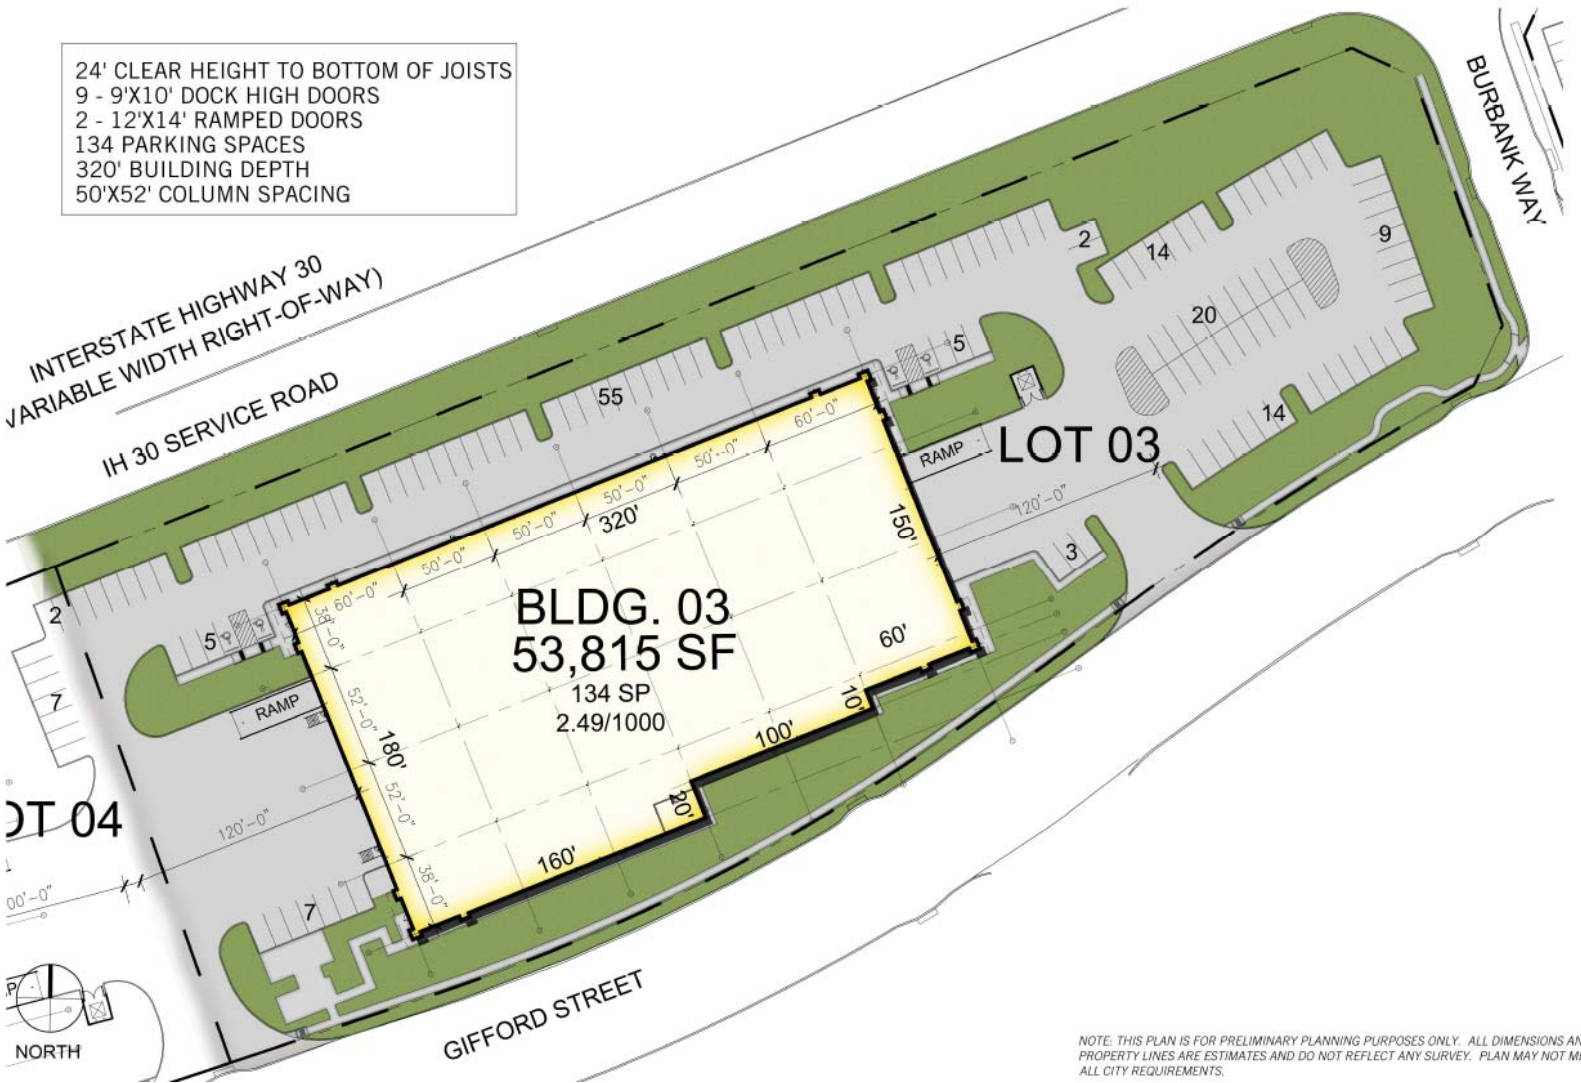 24' CLEAR HEIGHT TO BOTTOM OF JOISTS
9 - 9'X10' DOCK HIGH DOORS
2 - 12'X14' RAMPED DOORS
134 PARKING SPACES
320' BUILDING DEPTH
50'X52' COLUMN SPACING
INTERSTATE HIGHWAY 30
VARIABLE WIDTH RIGHT-OF-WAY)
IH 30 SERVICE ROAD
BURBANK WAY
2
14
9
20
5
55
14
LOT 03
RAMP
120'-0"
3
60'-0"
50'-0"
50'-0"
50'-0"
50'-0"
60'-0"
320'
150'
BLDG. 03
53,815 SF
134 SP
2.49/1000
60'
10'
100'
20'
160'
180'
38'-0"
52'-0"
52'-0"
38'-0"
2
5
7
RAMP
120'-0"
OT 04
00'-0"
7
P
NORTH
GIFFORD STREET
NOTE: THIS PLAN IS FOR PRELIMINARY PLANNING PURPOSES ONLY. ALL DIMENSIONS AN
PROPERTY LINES ARE ESTIMATES AND DO NOT REFLECT ANY SURVEY. PLAN MAY NOT ME
ALL CITY REQUIREMENTS.